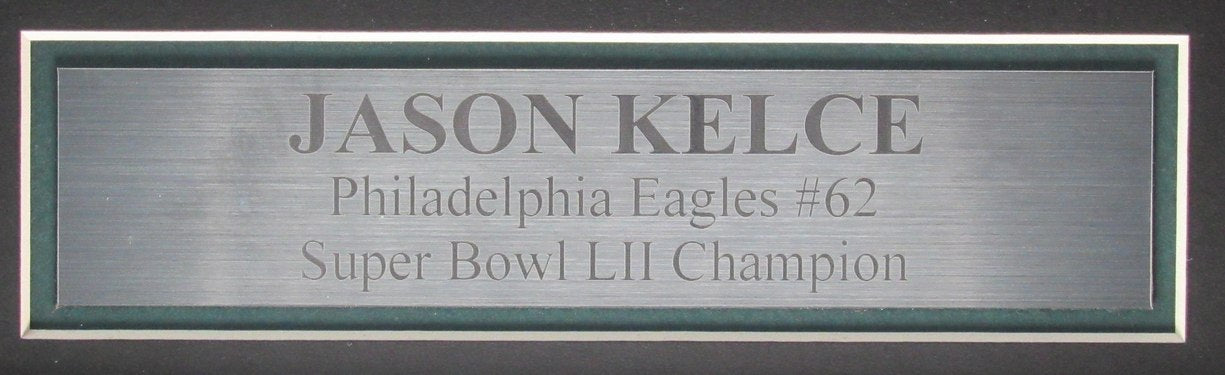 JASON KELCE
Philadelphia Eagles #62
Super Bowl LII Champion